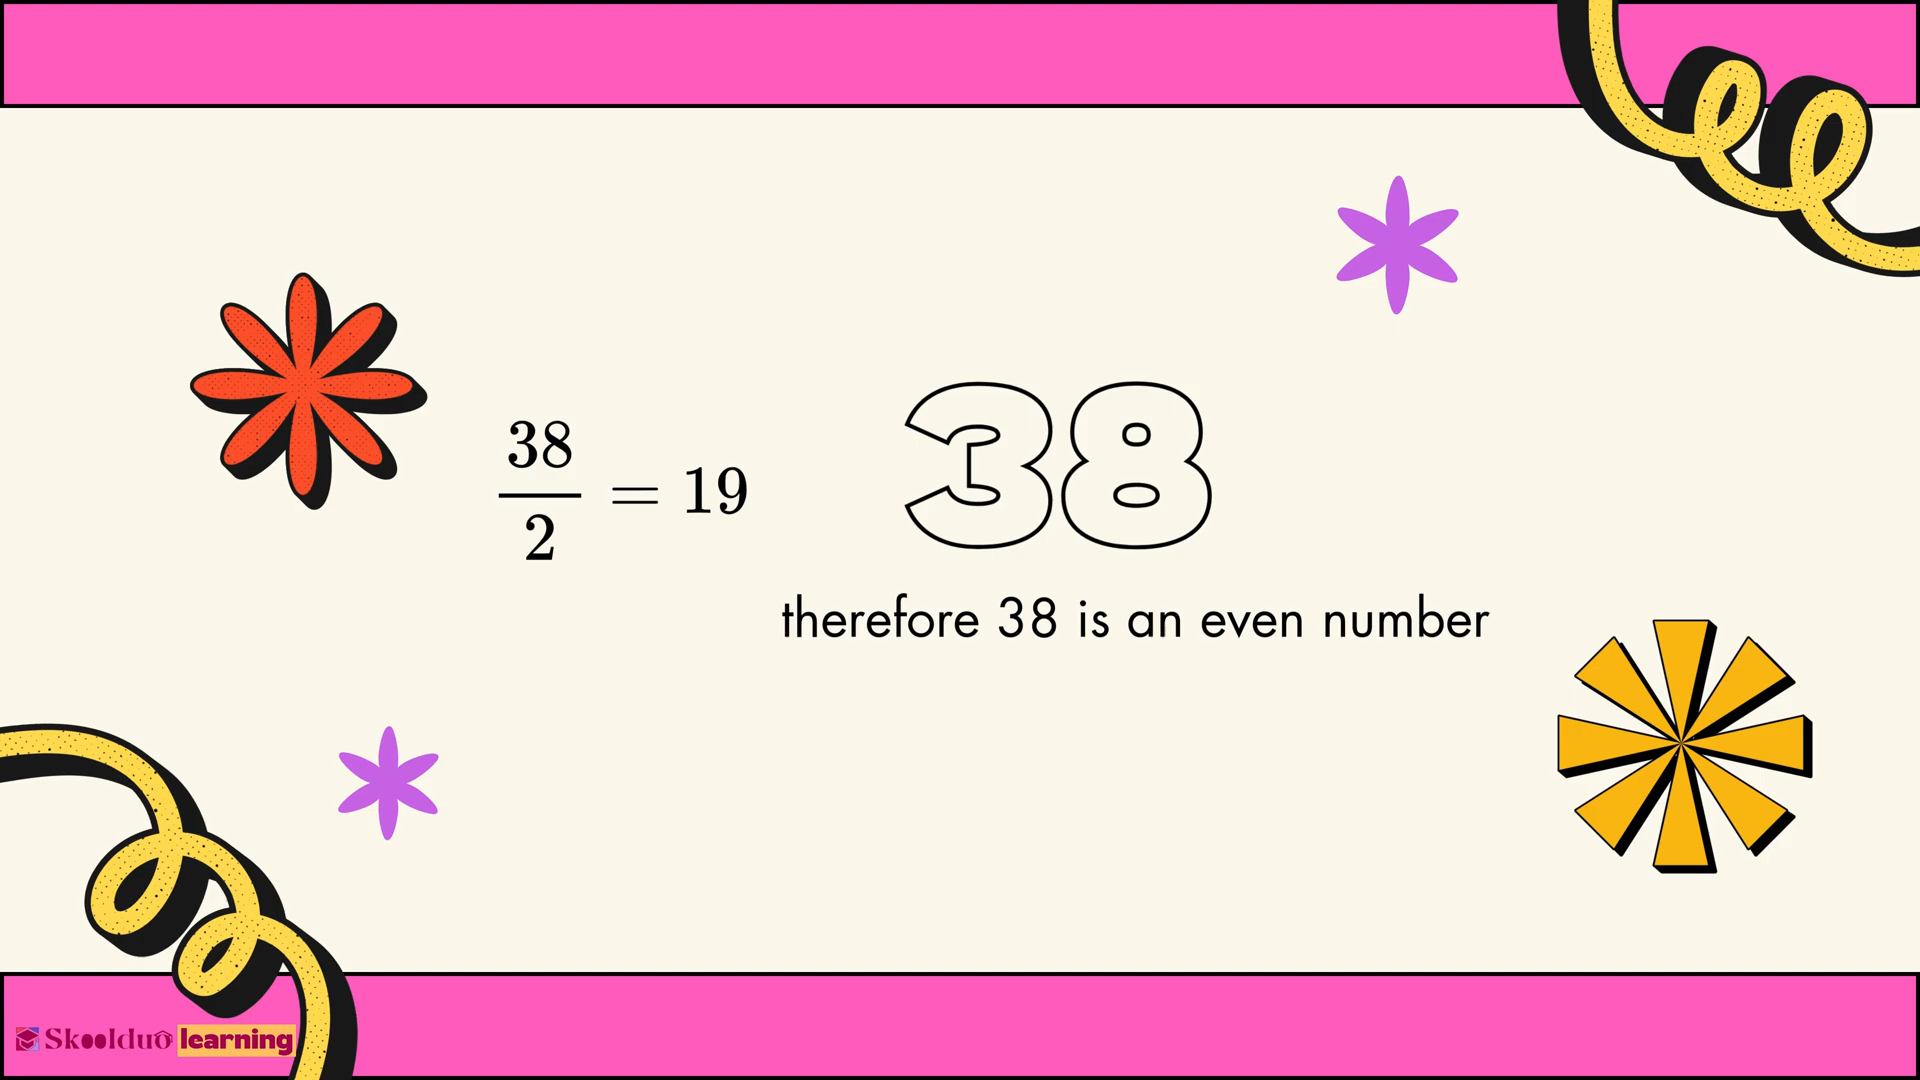 38
2
= 19
38
therefore 38 is an even number
Skoolduo learning